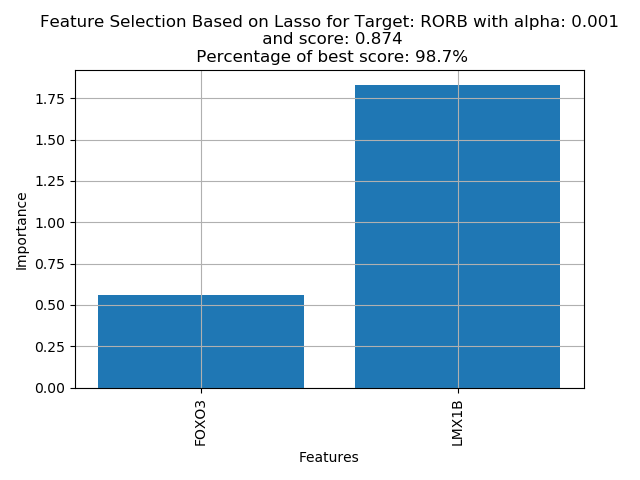 Feature Selection Based on Lasso for Target: RORB with alpha: 0.001
and score: 0.874
Percentage of best score: 98.7%
1.75
1.50
1.25
1.00
0.75
0.50
0.25
0.00
Importance
FOXO3
LMX1B
Features